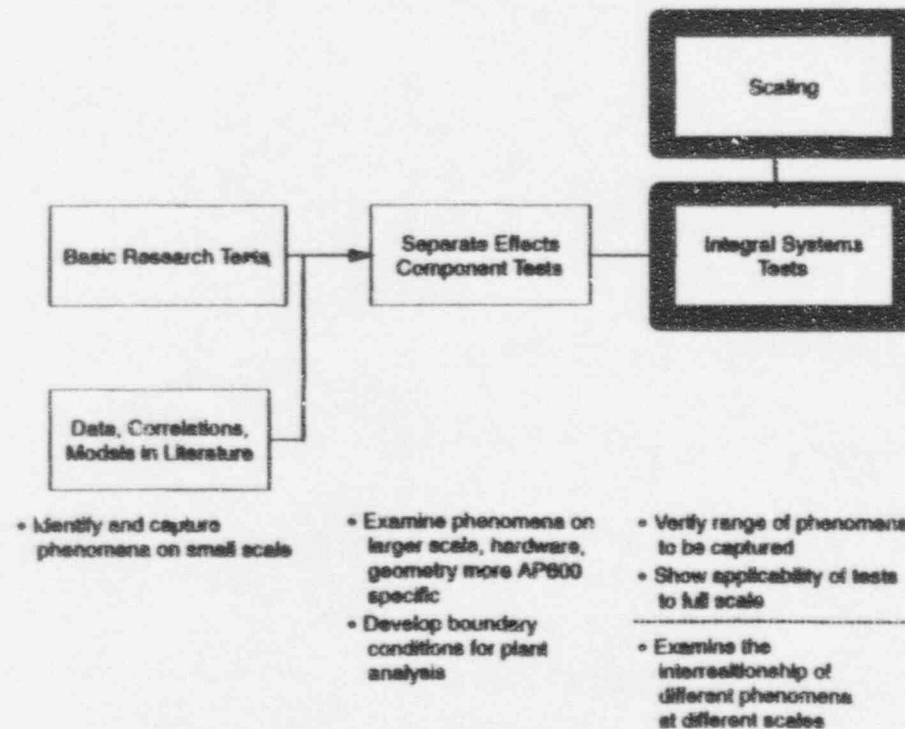 Scaling
Basic Research Tests
Separate Effects
Component Tests
Integral Systems
Tests
Data, Correlations,
Models in Literature
• Identify and capture
phenomena on small scale
• Examine phenomena on
larger scale, hardware,
geometry more AP600
specific
• Develop boundary
conditions for plant
analysis
• Verify range of phenomena
to be captured
• Show applicability of tests
to full scale
• Examine the
interrealtionship of
different phenomena
at different scales